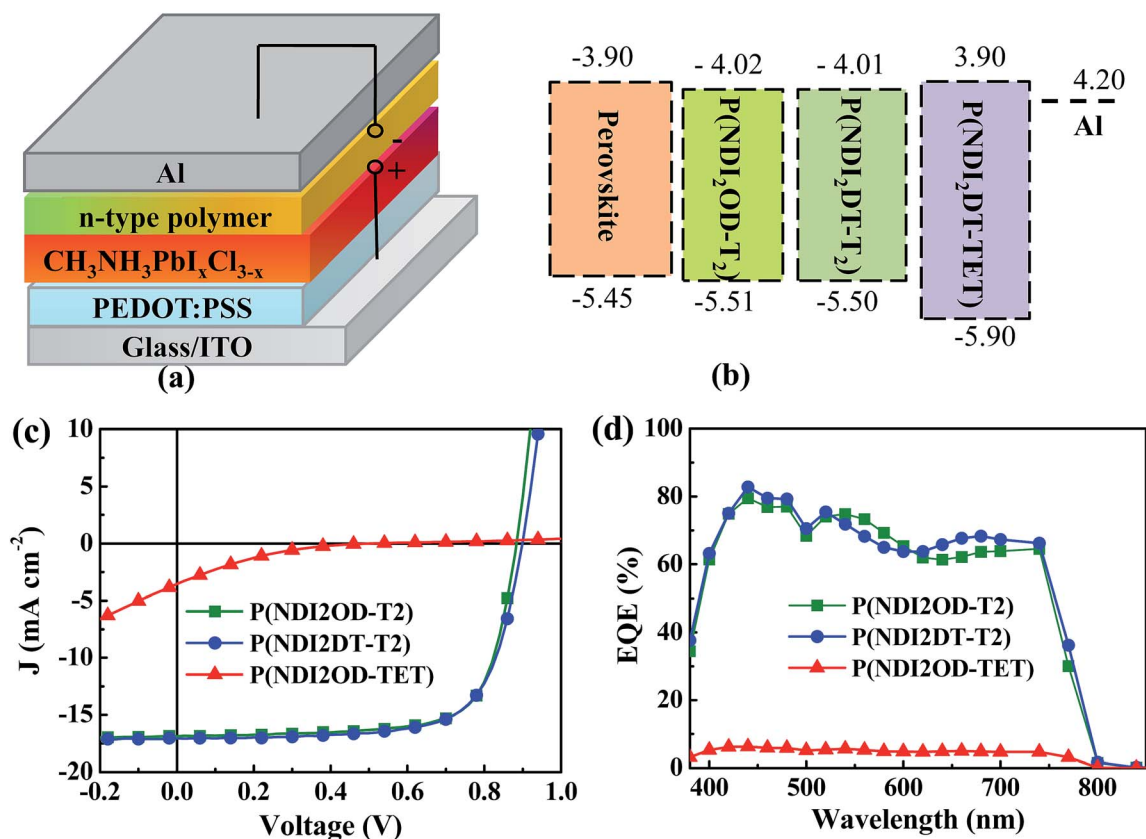 Al
-
+
n-type polymer
CH₃NH₃PbIₓCl₃₋ₓ
PEDOT:PSS
Glass/ITO
(a)
-3.90
- 4.02
- 4.01
3.90
4.20
Al
Perovskite
P(NDI₂OD-T₂)
P(NDI₂DT-T₂)
P(NDI₂DT-TET)
-5.45
-5.51
-5.50
-5.90
(b)
(c)
10
5
0
-5
-10
-15
-20
J (mA cm⁻²)
P(NDI2OD-T2)
P(NDI2DT-T2)
P(NDI2OD-TET)
-0.2 0.0 0.2 0.4 0.6 0.8 1.0
Voltage (V)
(d)
100
80
60
40
20
0
EQE (%)
P(NDI2OD-T2)
P(NDI2DT-T2)
P(NDI2OD-TET)
400 500 600 700 800
Wavelength (nm)